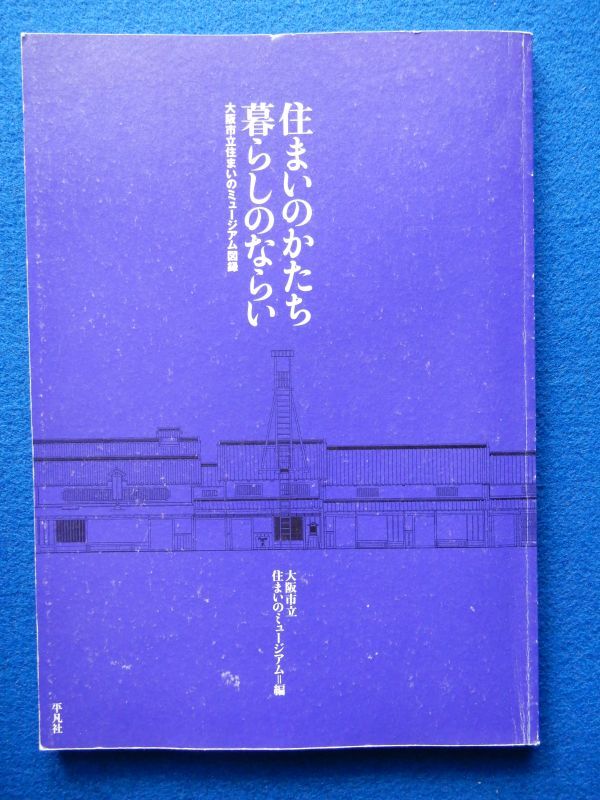 住まいのかたち
暮らしのならい
大阪市立住まいのミュージアム図録
大阪市立
住まいのミュージアム=編
平凡社